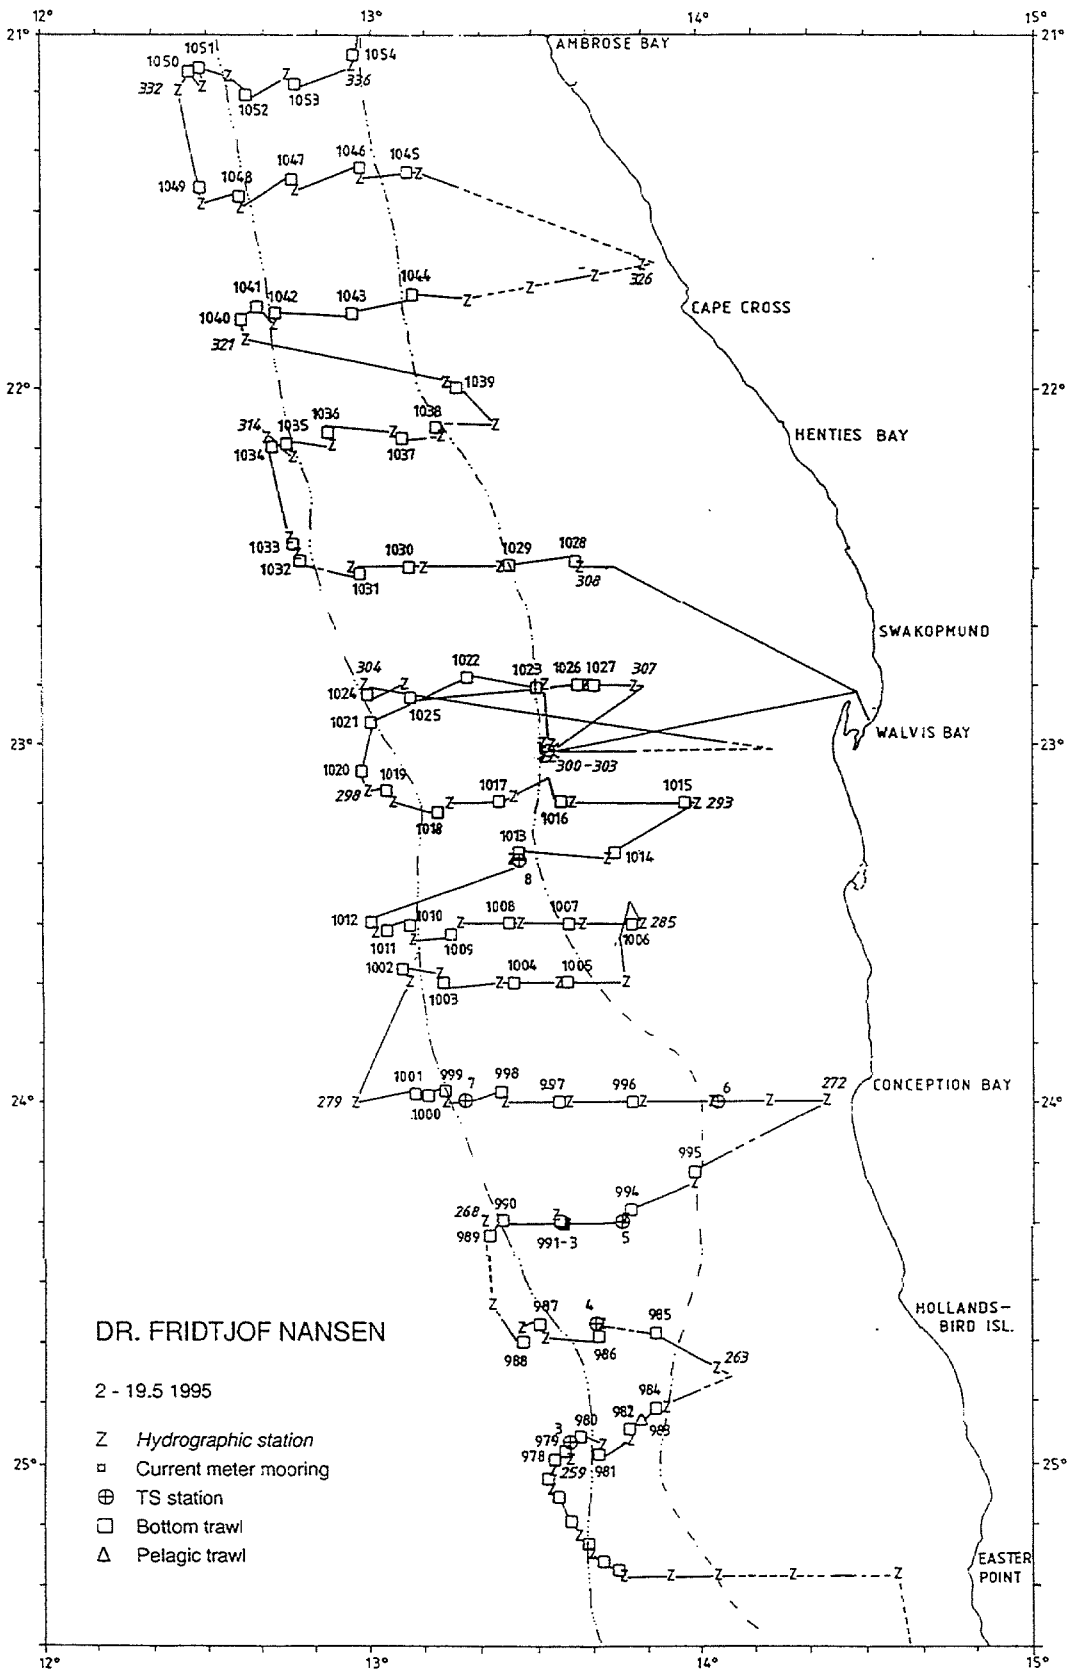 12° 13° 14° 15°
21° 21°
AMBROSE BAY
1050 1051 1054
332 336
1052 1053
1046 1045
1047
1049 1048
326
1044
1041 1042 1043
1040
CAPE CROSS
321
22° 22°
1039
1036 1038
314 1035
HENTIES BAY
1034 1037
1033 1030 1029 1028
1032 1031 308
SWAKOPMUND
1022
304 1023 1026 1027 307
1024
1025
1021
WALVIS BAY
23° 23°
300-303
1020 1019
298 1017 1015
293
1018 1016
1013
1014
8
1012 1010 1008 1007
285
1011 1009 1006
1002 1004 1005
1003
1001 999 7 998 997 996 6 272
CONCEPTION BAY
279 1000
24° 24°
995
994
268 990
989 991-3 5
987 4 985
HOLLANDS-
BIRD ISL.
988 986
263
DR. FRIDTJOF NANSEN
984
980 982
983
2 - 19.5 1995
3
979
978
259 981
Z Hydrographic station
Current meter mooring
25° 25°
TS station
Bottom trawl
Pelagic trawl
EASTER
POINT
12° 13° 14° 15°